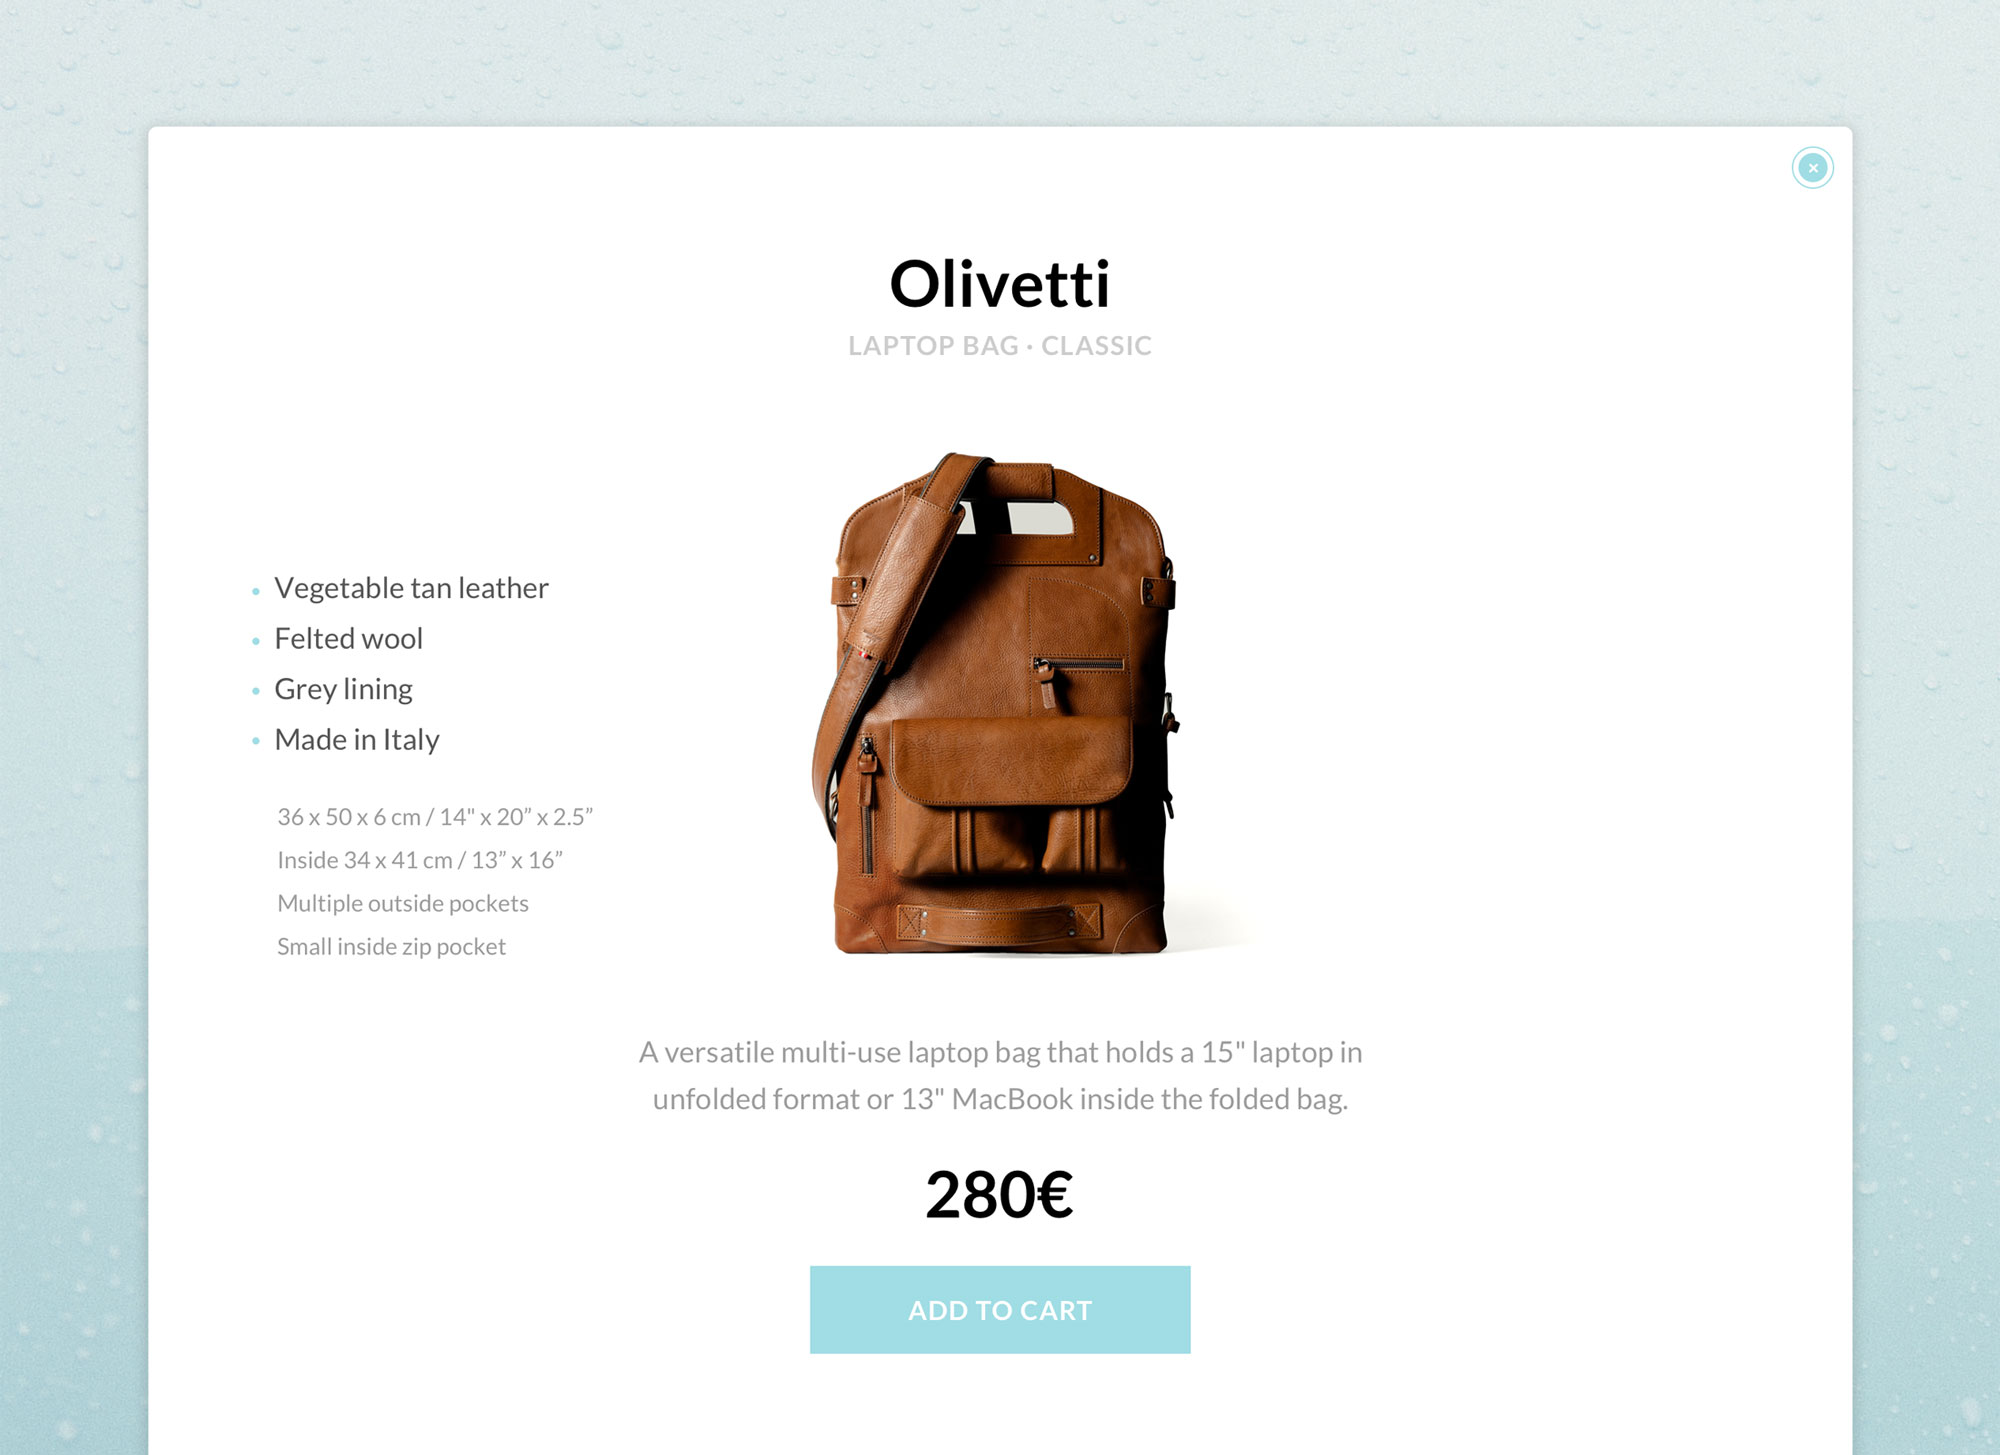 Olivetti
LAPTOP BAG · CLASSIC
Vegetable tan leather
Felted wool
Grey lining
Made in Italy
36 x 50 x 6 cm / 14" x 20” x 2.5”
Inside 34 x 41 cm / 13” x 16”
Multiple outside pockets
Small inside zip pocket
A versatile multi-use laptop bag that holds a 15" laptop in
unfolded format or 13" MacBook inside the folded bag.
280€
ADD TO CART